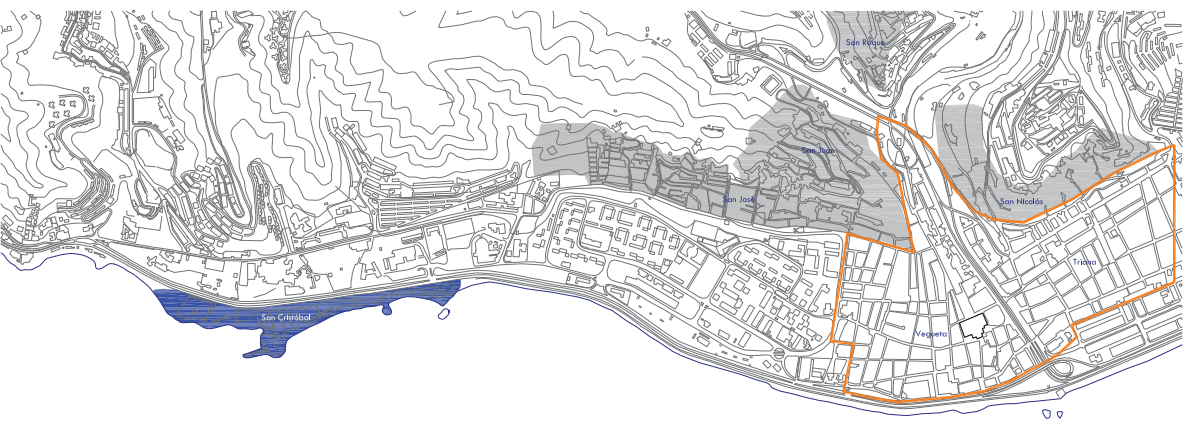 San Roque
San Juan
San José
San Nicolás
Triana
San Cristóbal
Vegueta